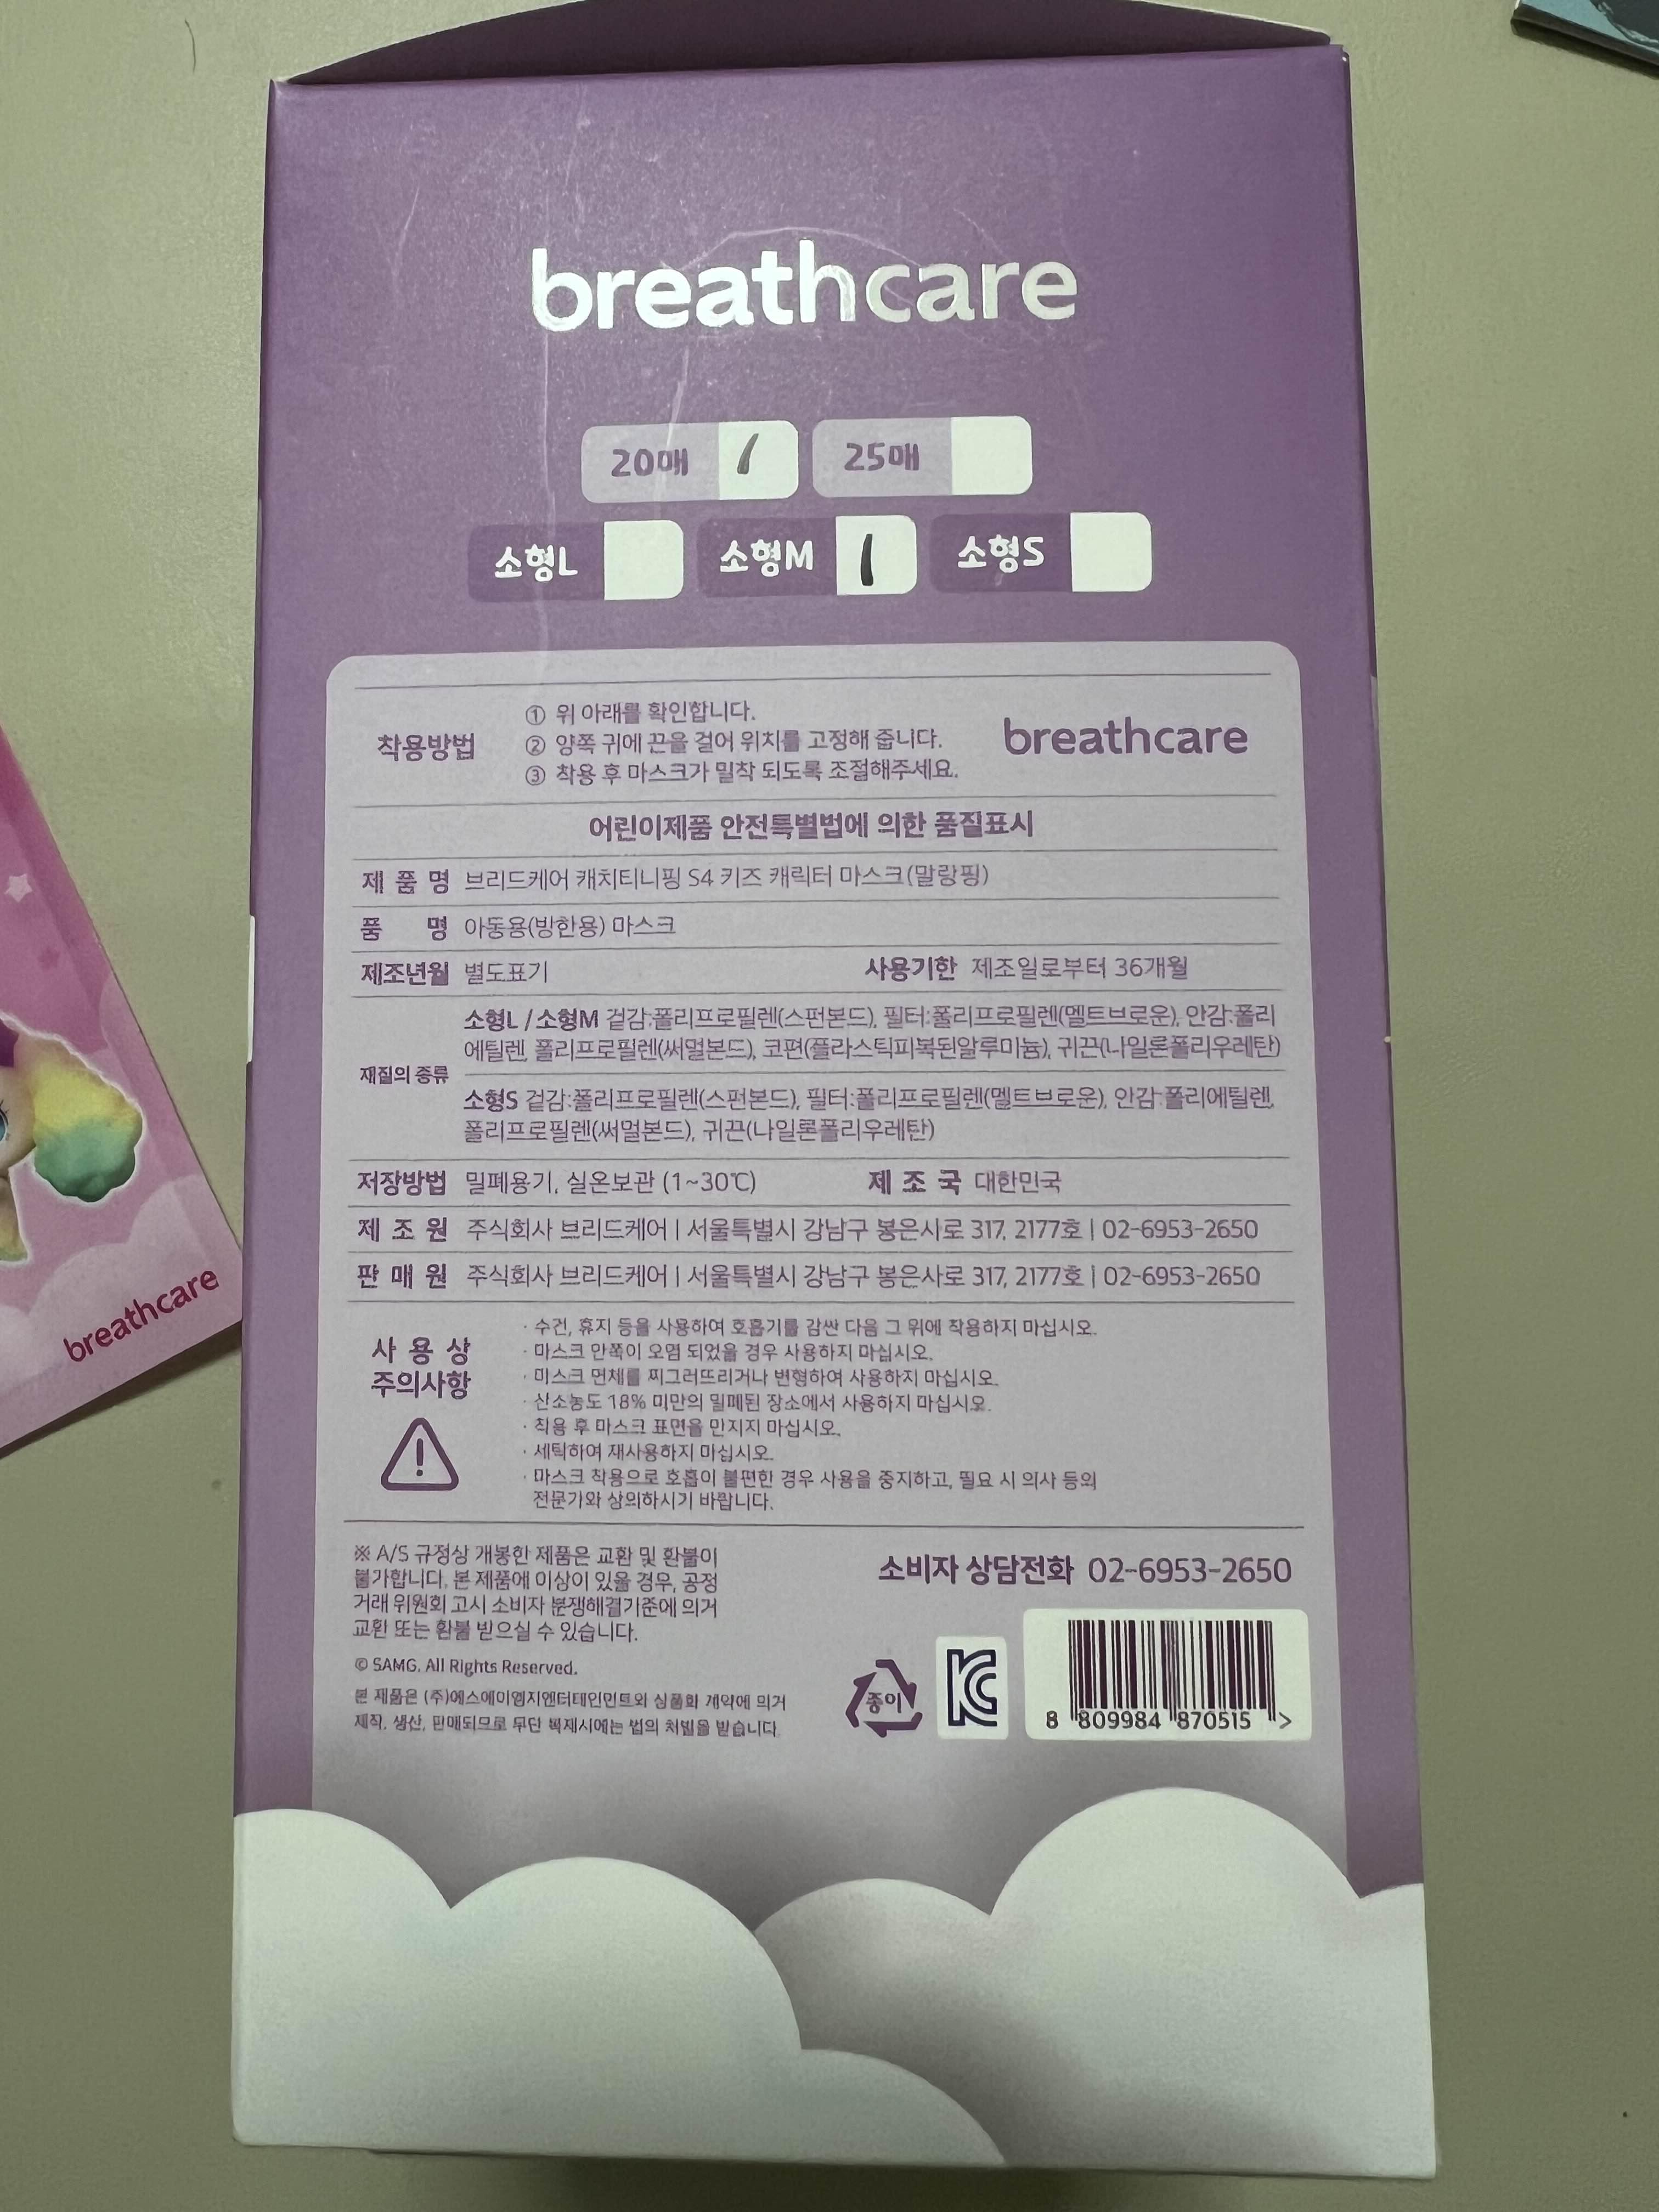 breathcare
20매 25매
소형L 소형M 소형S
착용방법
① 위 아래를 확인합니다.
② 양쪽 귀에 끈을 걸어 위치를 고정해 줍니다.
③ 착용 후 마스크가 밀착 되도록 조절해주세요.
breathcare
어린이제품 안전특별법에 의한 품질표시
제품명 브리드케어 캐치티니핑 S4 키즈 캐릭터 마스크(말랑핑)
품명 아동용(방한용) 마스크
제조년월 별도표기 사용기한 제조일로부터 36개월
재질의 종류
소형L / 소형M 겉감:폴리프로필렌(스펀본드), 필터:폴리프로필렌(멜트브로운), 안감:폴리
에틸렌, 폴리프로필렌(써멀본드), 코편(플라스틱피복된알루미늄), 귀끈(나일론폴리우레탄)
소형S 겉감:폴리프로필렌(스펀본드), 필터:폴리프로필렌(멜트브로운), 안감:폴리에틸렌,
폴리프로필렌(써멀본드), 귀끈(나일론폴리우레탄)
저장방법 밀폐용기, 실온보관 (1~30℃) 제조국 대한민국
제조원 주식회사 브리드케어 | 서울특별시 강남구 봉은사로 317, 2177호 | 02-6953-2650
판매원 주식회사 브리드케어 | 서울특별시 강남구 봉은사로 317, 2177호 | 02-6953-2650
사용상
주의사항
· 수건, 휴지 등을 사용하여 호흡기를 감싼 다음 그 위에 착용하지 마십시오.
· 마스크 안쪽이 오염 되었을 경우 사용하지 마십시오.
· 마스크 면체를 찌그러뜨리거나 변형하여 사용하지 마십시오.
· 산소농도 18% 미만의 밀폐된 장소에서 사용하지 마십시오.
· 착용 후 마스크 표면을 만지지 마십시오.
· 세탁하여 재사용하지 마십시오.
· 마스크 착용으로 호흡이 불편한 경우 사용을 중지하고, 필요 시 의사 등의
전문가와 상의하시기 바랍니다.
※ A/S 규정상 개봉한 제품은 교환 및 환불이
불가합니다. 본 제품에 이상이 있을 경우, 공정
거래 위원회 고시 소비자 분쟁해결기준에 의거
교환 또는 환불 받으실 수 있습니다.
© SAMG. All Rights Reserved.
본 제품은 (주)에스에이엠지엔터테인먼트와 상품화 계약에 의거
제작, 생산, 판매되므로 무단 복제시에는 법의 처벌을 받습니다.
소비자 상담전화 02-6953-2650
종이
KC
8 809984 870515 >
breathcare